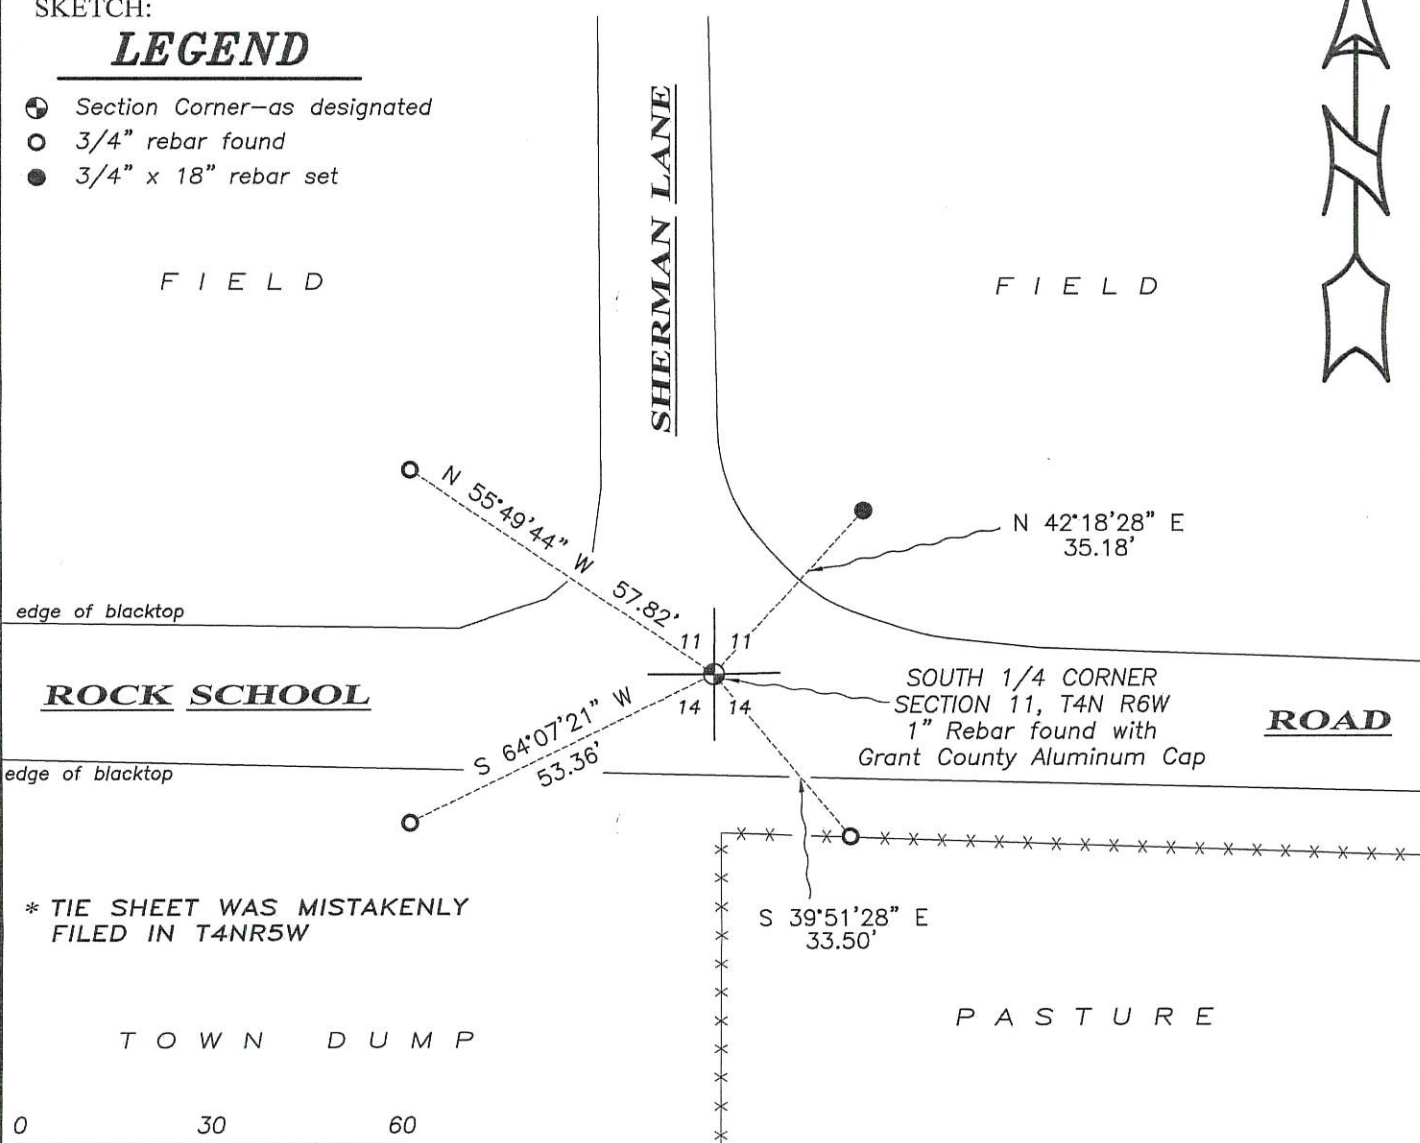 SKETCH:
LEGEND
Section Corner-as designated
3/4" rebar found
3/4" x 18" rebar set
N
FIELD
SHERMAN LANE
FIELD
N 55°49'44" W 57.82'
N 42°18'28" E
35.18'
edge of blacktop
11 11
14 14
ROCK SCHOOL
ROAD
SOUTH 1/4 CORNER
SECTION 11, T4N R6W
1" Rebar found with
Grant County Aluminum Cap
S 64°07'21" W
53.36'
edge of blacktop
S 39°51'28" E
33.50'
* TIE SHEET WAS MISTAKENLY
FILED IN T4NR5W
TOWN DUMP
PASTURE
0 30 60